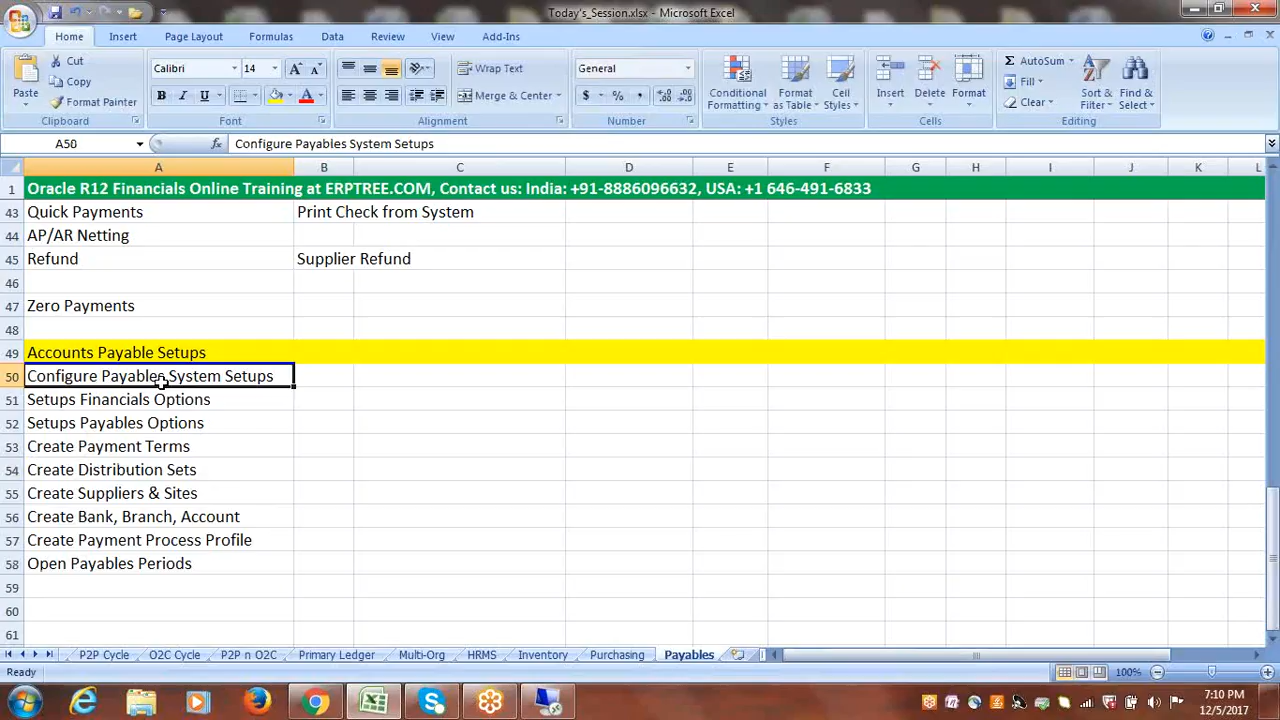 Today's_Session.xlsx - Microsoft Excel
Home Insert Page Layout Formulas Data Review View Add-Ins
Paste Cut Copy Format Painter Clipboard
Calibri 14 Font
Wrap Text Merge & Center Alignment
General Number
Conditional Formatting Format as Table Cell Styles Styles
Insert Delete Format Cells
AutoSum Fill Clear Sort & Filter Find & Select Editing
A50 fx Configure Payables System Setups
A B C D E F G H I J K L
1 Oracle R12 Financials Online Training at ERPTREE.COM, Contact us: India: +91-8886096632, USA: +1 646-491-6833
43 Quick Payments Print Check from System
44 AP/AR Netting
45 Refund Supplier Refund
46
47 Zero Payments
48
49 Accounts Payable Setups
50 Configure Payables System Setups
51 Setups Financials Options
52 Setups Payables Options
53 Create Payment Terms
54 Create Distribution Sets
55 Create Suppliers & Sites
56 Create Bank, Branch, Account
57 Create Payment Process Profile
58 Open Payables Periods
59
60
61
P2P Cycle O2C Cycle P2P n O2C Primary Ledger Multi-Org HRMS Inventory Purchasing Payables
Ready 100%
7:10 PM
12/5/2017